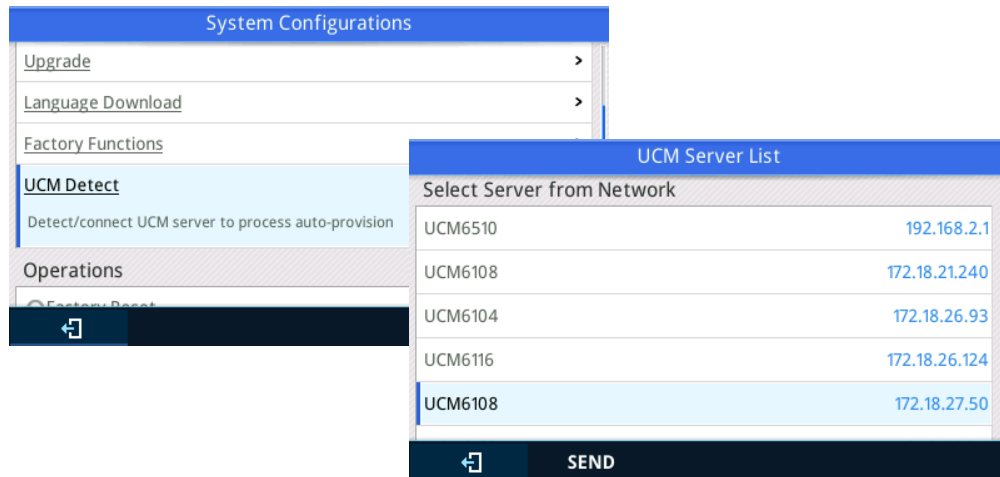 System Configurations
Upgrade
Language Download
Factory Functions
UCM Detect
Detect/connect UCM server to process auto-provision
Operations
Factory Reset
UCM Server List
Select Server from Network
UCM6510 192.168.2.1
UCM6108 172.18.21.240
UCM6104 172.18.26.93
UCM6116 172.18.26.124
UCM6108 172.18.27.50
SEND